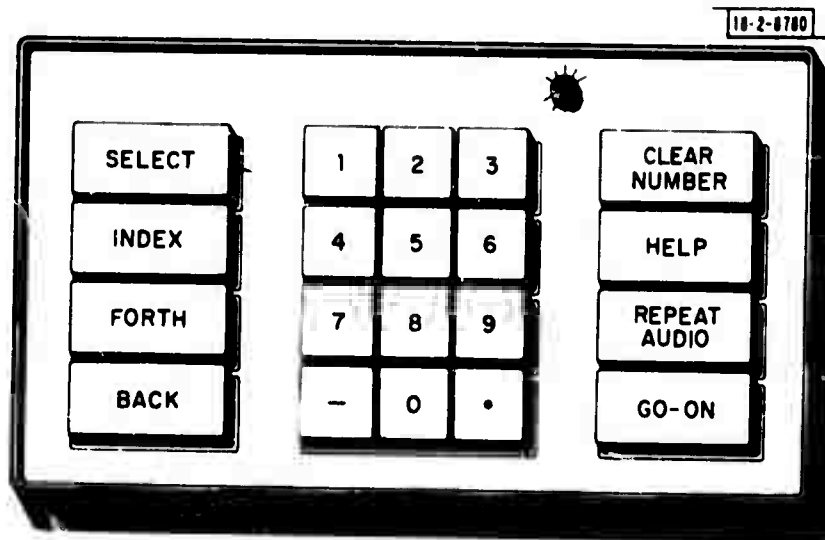 18-2-8780
SELECT
INDEX
FORTH
BACK
1 2 3
4 5 6
7 8 9
— 0 •
CLEAR
NUMBER
HELP
REPEAT
AUDIO
GO-ON